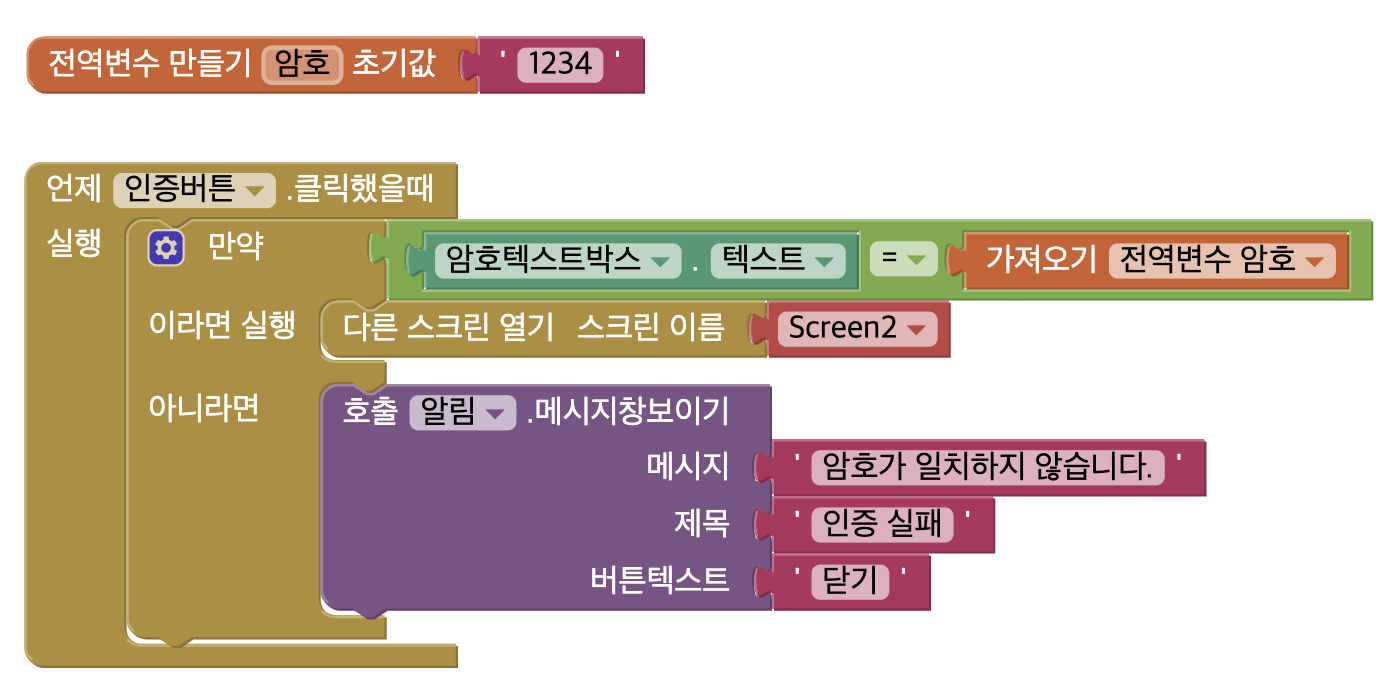 전역변수 만들기 암호 초기값 ' 1234 '
언제 인증버튼 .클릭했을때
실행 만약 암호텍스트박스 . 텍스트 = 가져오기 전역변수 암호
이라면 실행 다른 스크린 열기 스크린 이름 Screen2
아니라면 호출 알림 .메시지창보이기
메시지 ' 암호가 일치하지 않습니다. '
제목 ' 인증 실패 '
버튼텍스트 ' 닫기 '